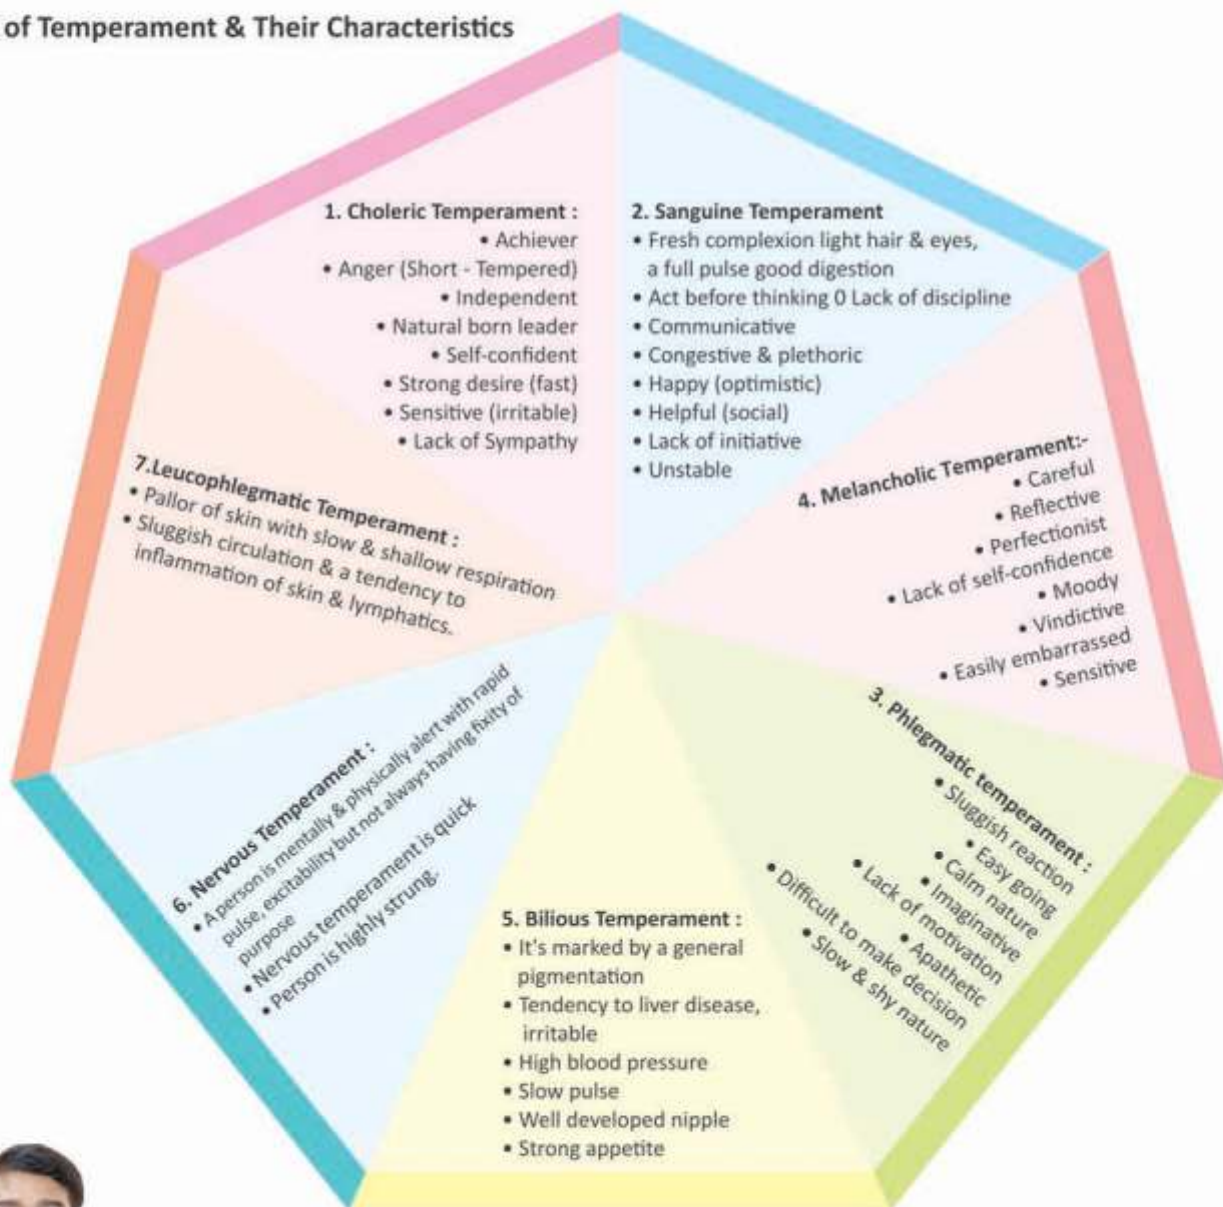 of Temperament & Their Characteristics
1. Choleric Temperament :
• Achiever
• Anger (Short - Tempered)
• Independent
• Natural born leader
• Self-confident
• Strong desire (fast)
• Sensitive (irritable)
• Lack of Sympathy
2. Sanguine Temperament
• Fresh complexion light hair & eyes,
a full pulse good digestion
• Act before thinking 0 Lack of discipline
• Communicative
• Congestive & plethoric
• Happy (optimistic)
• Helpful (social)
• Lack of initiative
• Unstable
4. Melancholic Temperament:-
• Careful
• Reflective
• Perfectionist
• Lack of self-confidence
• Moody
• Vindictive
• Easily embarrassed
• Sensitive
3. Phlegmatic temperament :
• Sluggish reaction
• Easy going
• Calm nature
• Imaginative
• Lack of motivation
• Apathetic
• Difficult to make decision
• Slow & shy nature
5. Bilious Temperament :
• It's marked by a general
pigmentation
• Tendency to liver disease,
irritable
• High blood pressure
• Slow pulse
• Well developed nipple
• Strong appetite
6. Nervous Temperament :
• A person is mentally & physically alert with rapid
pulse, excitability but not always having fixity of
purpose
• Nervous temperament is quick
• Person is highly strung.
7.Leucophlegmatic Temperament :
• Pallor of skin with slow & shallow respiration
• Sluggish circulation & a tendency to
inflammation of skin & lymphatics.